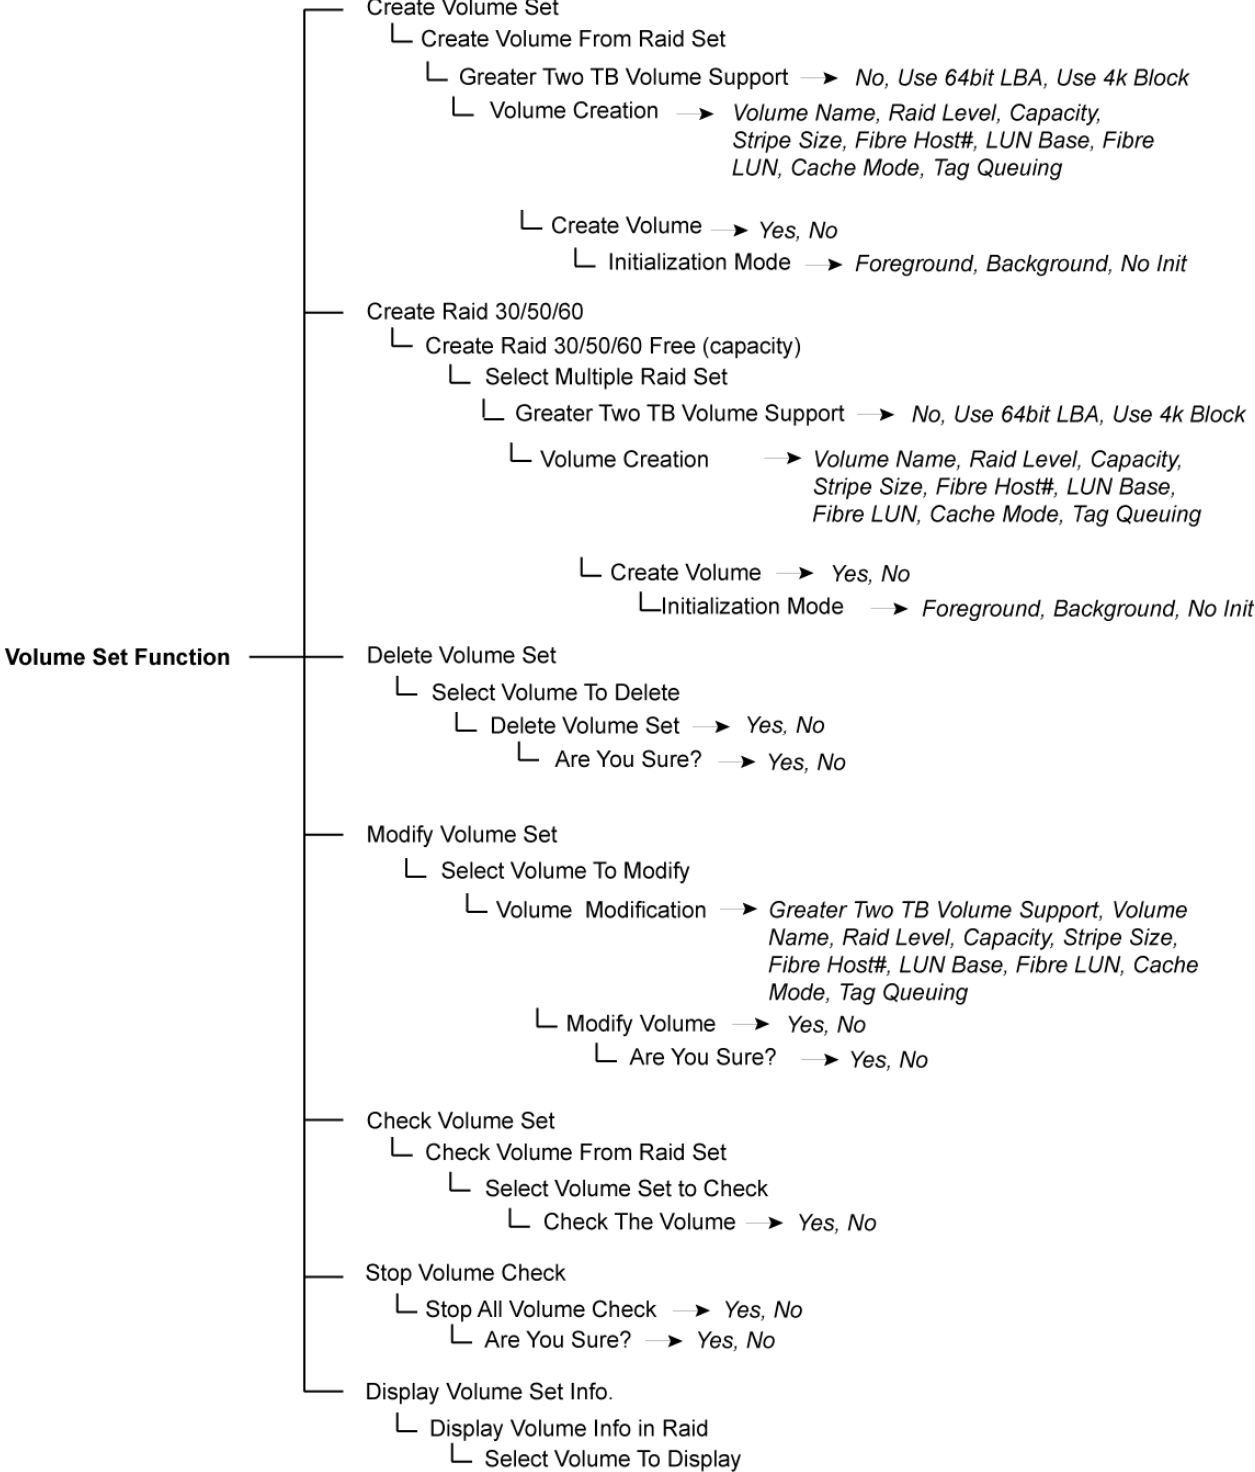 Create Volume Set
Create Volume From Raid Set
Greater Two TB Volume Support No, Use 64bit LBA, Use 4k Block
Volume Creation Volume Name, Raid Level, Capacity,
Stripe Size, Fibre Host#, LUN Base, Fibre
LUN, Cache Mode, Tag Queuing
Create Volume Yes, No
Initialization Mode Foreground, Background, No Init
Create Raid 30/50/60
Create Raid 30/50/60 Free (capacity)
Select Multiple Raid Set
Greater Two TB Volume Support No, Use 64bit LBA, Use 4k Block
Volume Creation Volume Name, Raid Level, Capacity,
Stripe Size, Fibre Host#, LUN Base,
Fibre LUN, Cache Mode, Tag Queuing
Create Volume Yes, No
Initialization Mode Foreground, Background, No Init
Volume Set Function Delete Volume Set
Select Volume To Delete
Delete Volume Set Yes, No
Are You Sure? Yes, No
Modify Volume Set
Select Volume To Modify
Volume Modification Greater Two TB Volume Support, Volume
Name, Raid Level, Capacity, Stripe Size,
Fibre Host#, LUN Base, Fibre LUN, Cache
Mode, Tag Queuing
Modify Volume Yes, No
Are You Sure? Yes, No
Check Volume Set
Check Volume From Raid Set
Select Volume Set to Check
Check The Volume Yes, No
Stop Volume Check
Stop All Volume Check Yes, No
Are You Sure? Yes, No
Display Volume Set Info.
Display Volume Info in Raid
Select Volume To Display